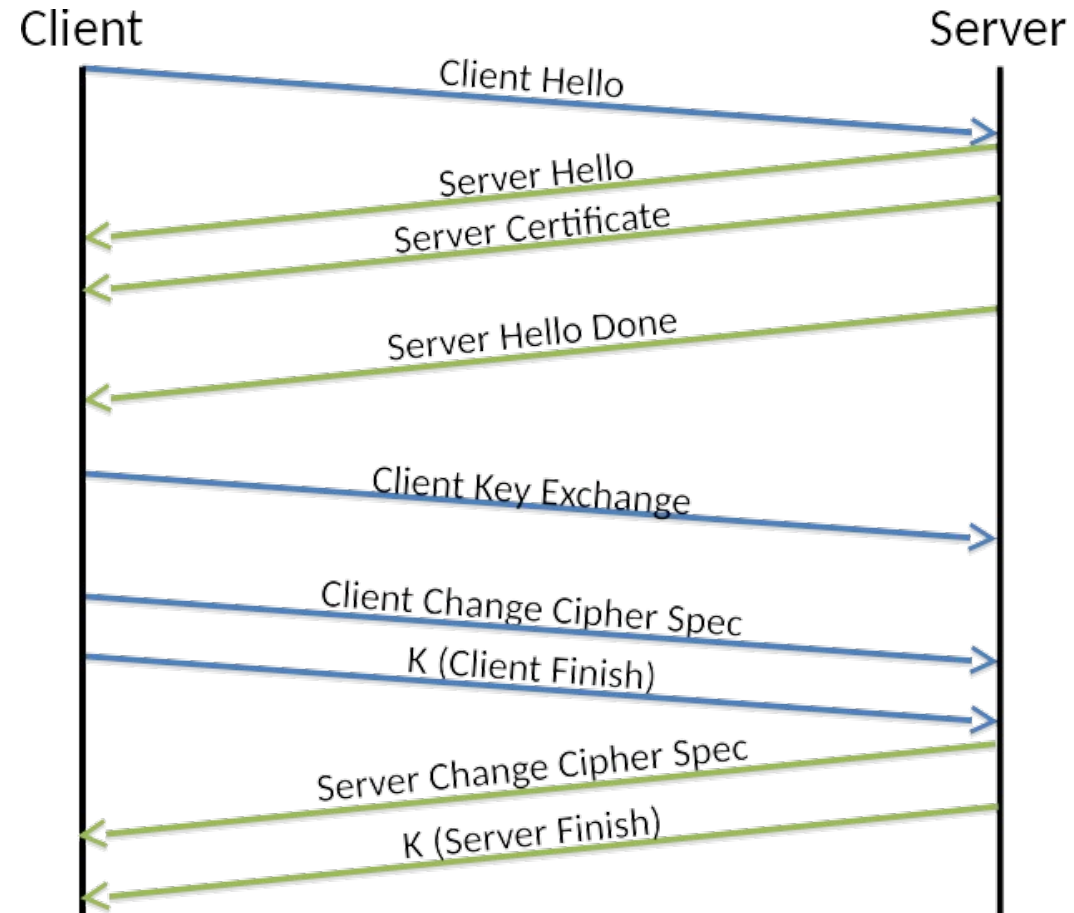 Client
Server
Client Hello
Server Hello
Server Certificate
Server Hello Done
Client Key Exchange
Client Change Cipher Spec
K (Client Finish)
Server Change Cipher Spec
K (Server Finish)